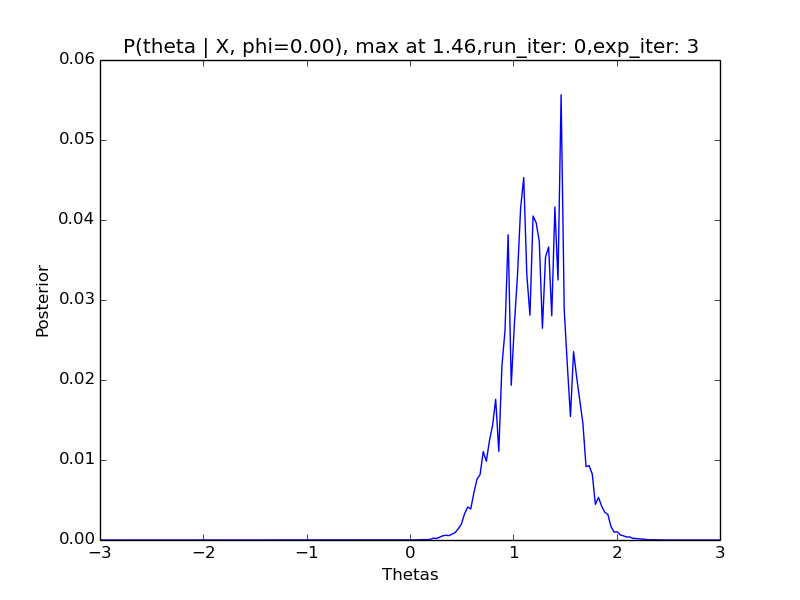 P(theta | X, phi=0.00), max at 1.46,run_iter: 0,exp_iter: 3
0.06
0.05
0.04
0.03
0.02
0.01
0.00
Posterior
−3 −2 −1 0 1 2 3
Thetas